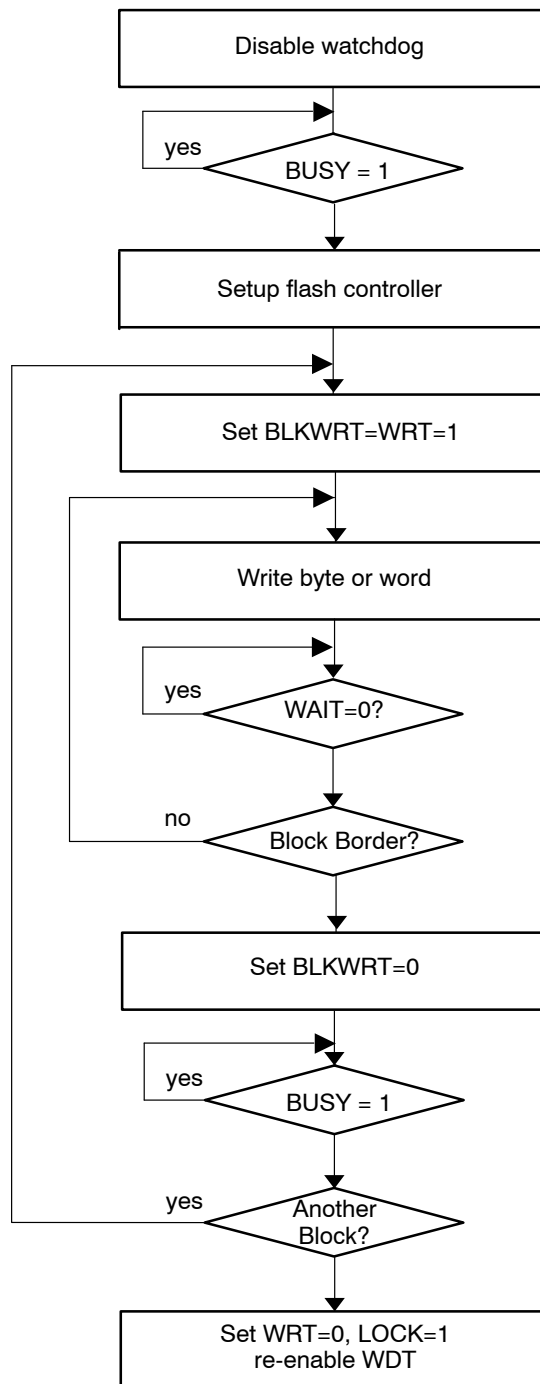 Disable watchdog
yes
BUSY = 1
Setup flash controller
Set BLKWRT=WRT=1
Write byte or word
yes
WAIT=0?
no
Block Border?
Set BLKWRT=0
yes
BUSY = 1
yes
Another
Block?
Set WRT=0, LOCK=1
re-enable WDT